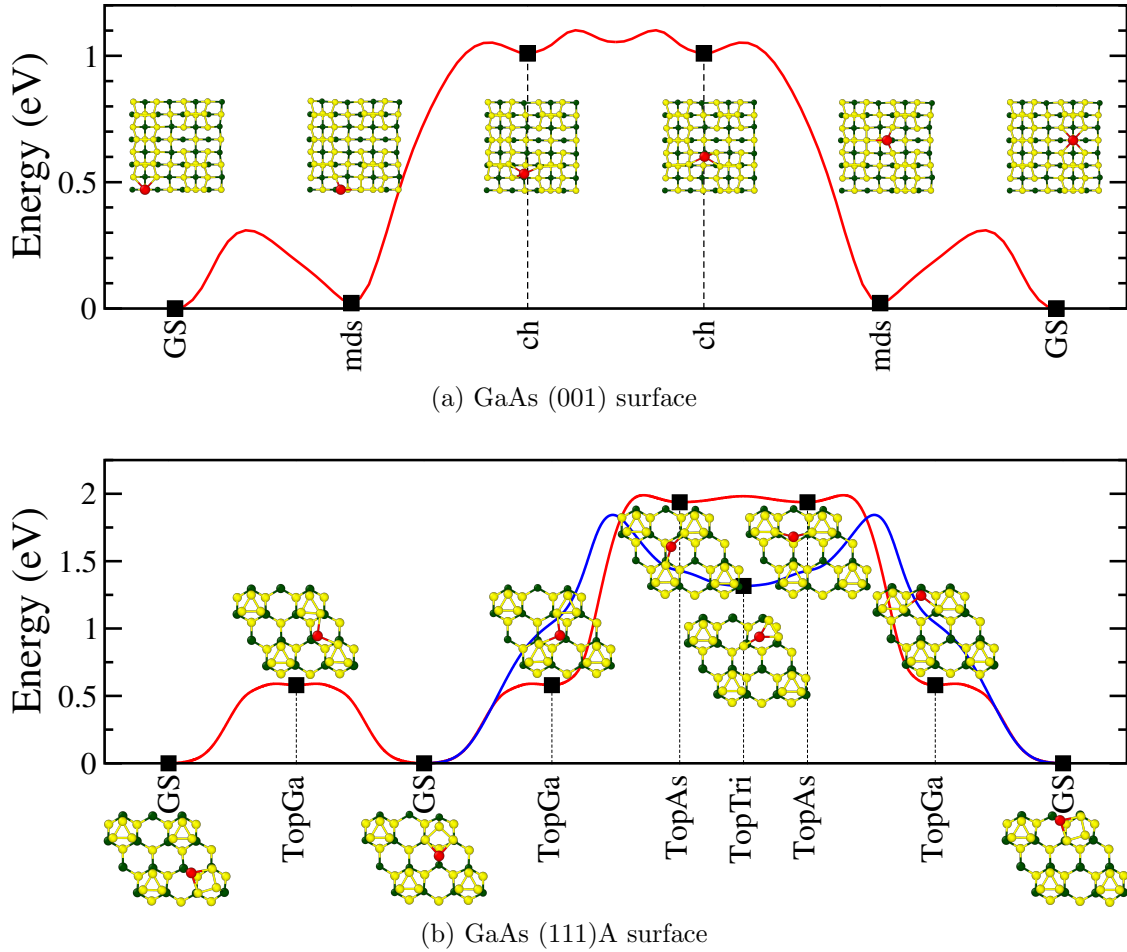 Energy (eV)
1
0.5
0
GS
mds
ch
ch
mds
GS
(a) GaAs (001) surface
Energy (eV)
2
1.5
1
0.5
0
GS
TopGa
GS
TopGa
TopAs
TopTri
TopAs
TopGa
GS
(b) GaAs (111)A surface